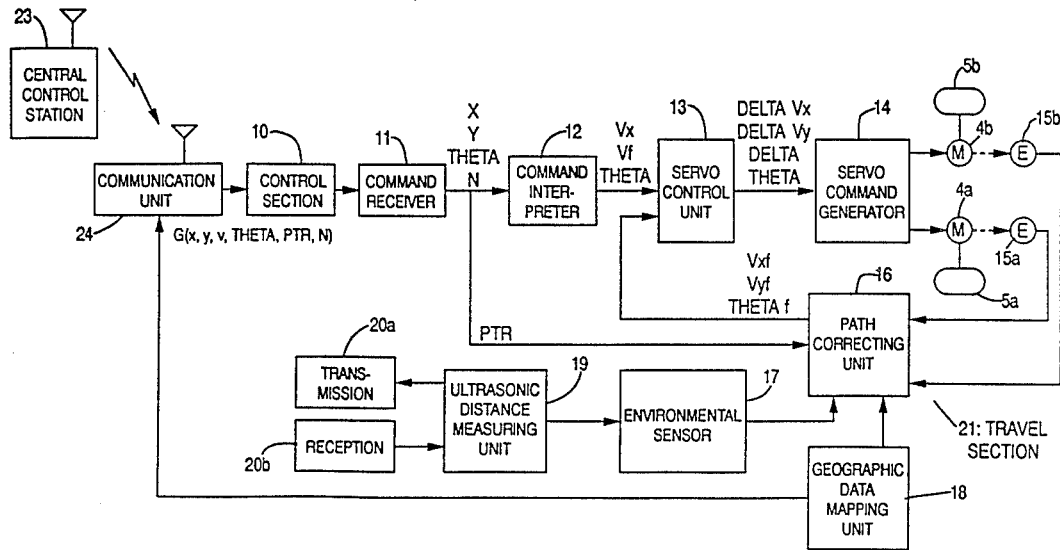 23
CENTRAL
CONTROL
STATION
COMMUNICATION
UNIT
24
G(x, y, v, THETA, PTR, N)
10
CONTROL
SECTION
11
COMMAND
RECEIVER
X
Y
THETA
N
12
COMMAND
INTER-
PRETER
Vx
Vf
THETA
13
SERVO
CONTROL
UNIT
DELTA Vx
DELTA Vy
DELTA
THETA
14
SERVO
COMMAND
GENERATOR
5b
M
4b
E
15b
4a
M
E
15a
5a
Vxf
Vyf
THETA f
16
PATH
CORRECTING
UNIT
PTR
20a
TRANS-
MISSION
RECEPTION
20b
19
ULTRASONIC
DISTANCE
MEASURING
UNIT
17
ENVIRONMENTAL
SENSOR
21: TRAVEL
SECTION
GEOGRAPHIC
DATA
MAPPING
UNIT
18